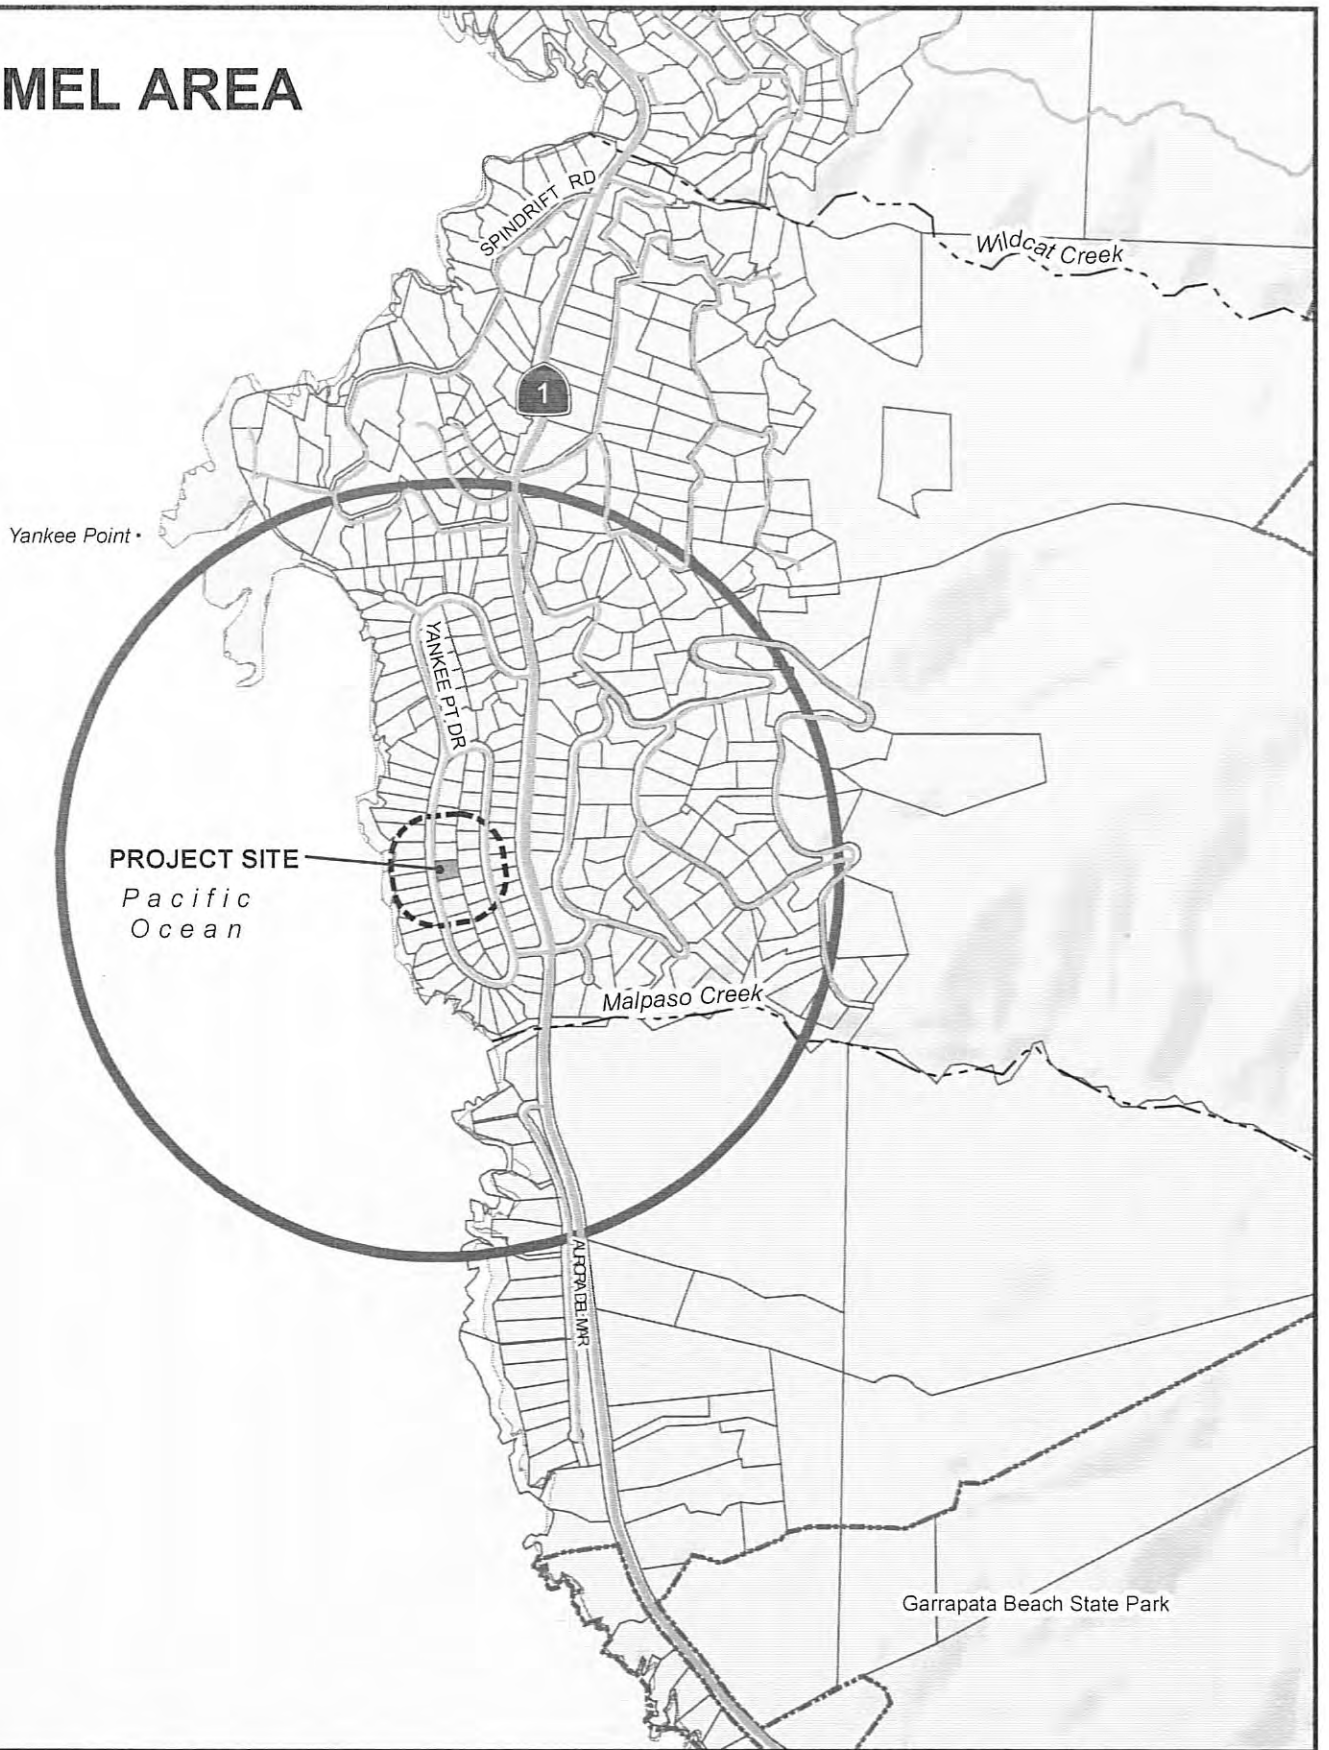 MEL AREA
SPINDRIFT RD
Wildcat Creek
1
Yankee Point
YANKEE PT DR
PROJECT SITE
Pacific
Ocean
Malpaso Creek
AURORA DEL MAR
Garrapata Beach State Park